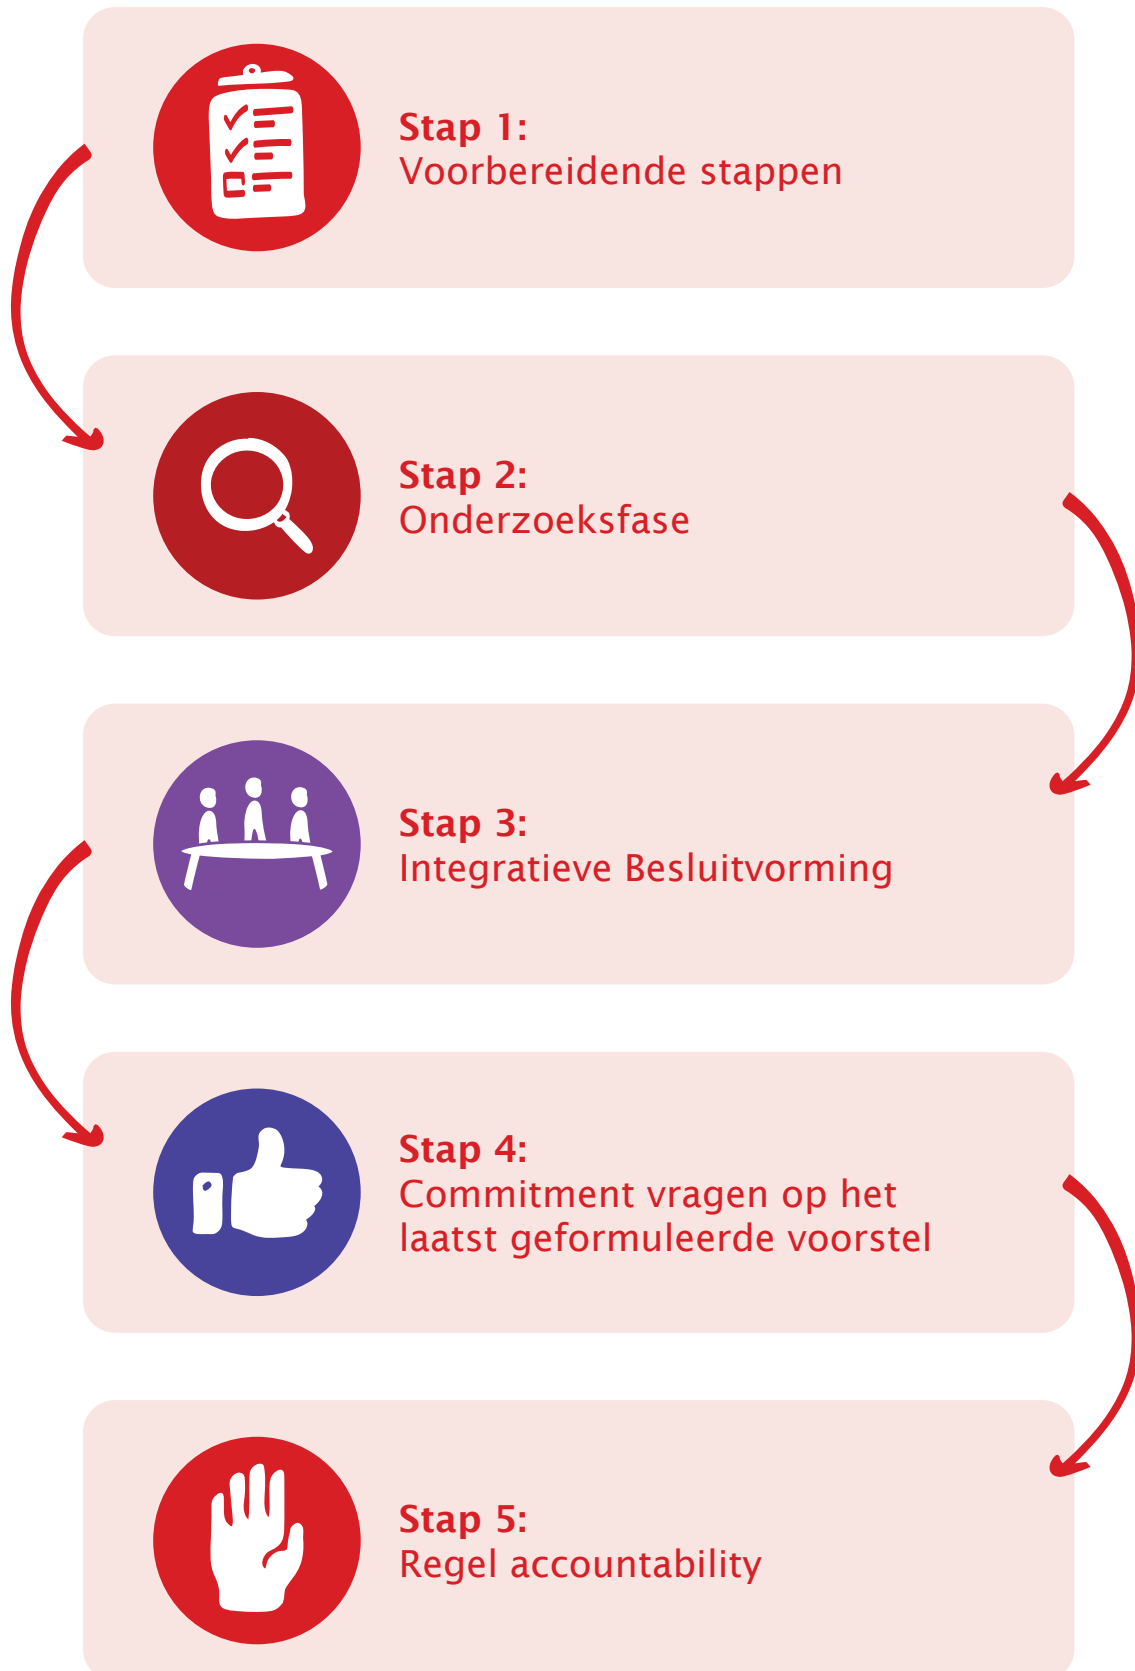 Stap 1:
Voorbereidende stappen
Stap 2:
Onderzoeksfase
Stap 3:
Integratieve Besluitvorming
Stap 4:
Commitment vragen op het
laatst geformuleerde voorstel
Stap 5:
Regel accountability